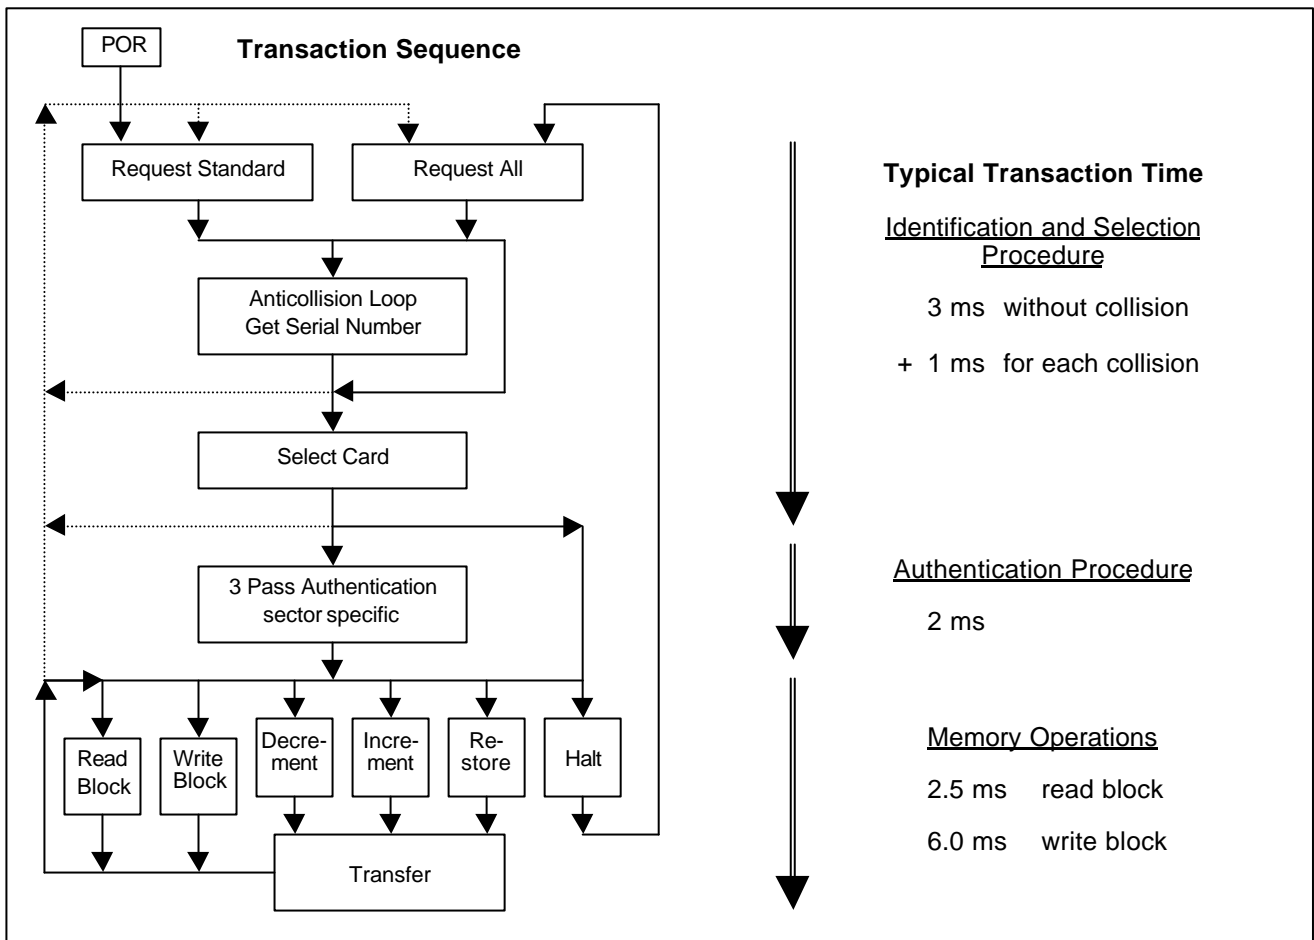 POR
Transaction Sequence
Request Standard
Request All
Anticollision Loop
Get Serial Number
Select Card
3 Pass Authentication
sector specific
Read
Block
Write
Block
Decre-
ment
Incre-
ment
Re-
store
Halt
Transfer
Typical Transaction Time
Identification and Selection
Procedure
3 ms without collision
+ 1 ms for each collision
Authentication Procedure
2 ms
Memory Operations
2.5 ms read block
6.0 ms write block